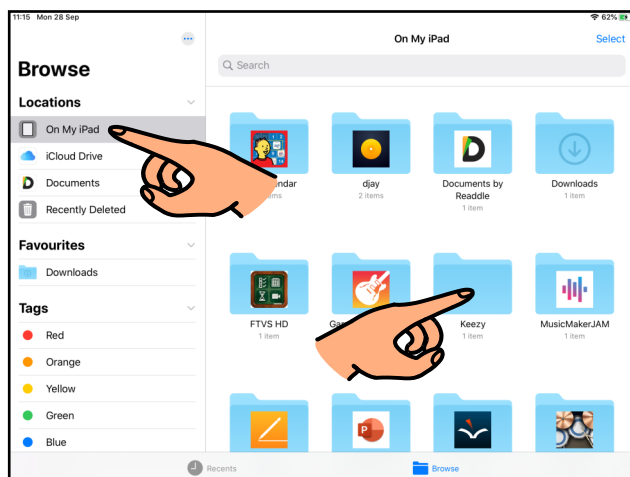 11:15 Mon 28 Sep
62%
On My iPad
Select
Browse
Search
Locations
On My iPad
iCloud Drive
Documents
Recently Deleted
Favourites
Downloads
Tags
Red
Orange
Yellow
Green
Blue
djay
2 items
Documents by
Readdle
1 item
Downloads
1 item
FTVS HD
1 item
Keezy
1 item
MusicMakerJAM
1 item
P
Recents
Browse